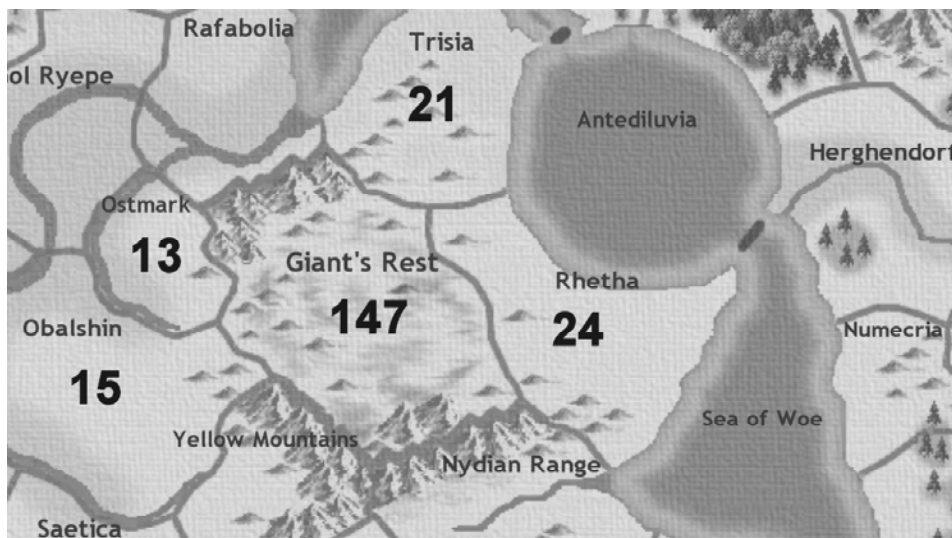 Rafabolia
Trisia
ol Ryepe
21
Antediluvia
Herghendorf
Ostmark
13
Giant's Rest
147
Rhetha
24
Obalshin
15
Numecria
Sea of Woe
Yellow Mountains
Nydian Range
Saetica